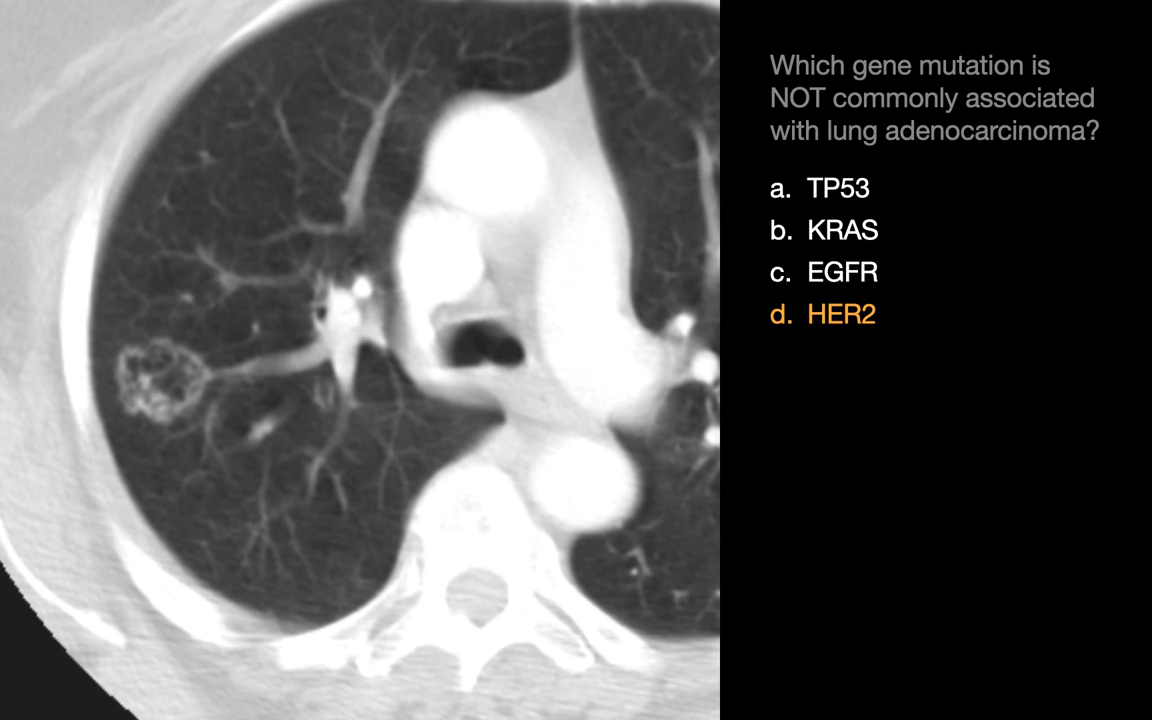 Which gene mutation is
NOT commonly associated
with lung adenocarcinoma?
a. TP53
b. KRAS
c. EGFR
d. HER2